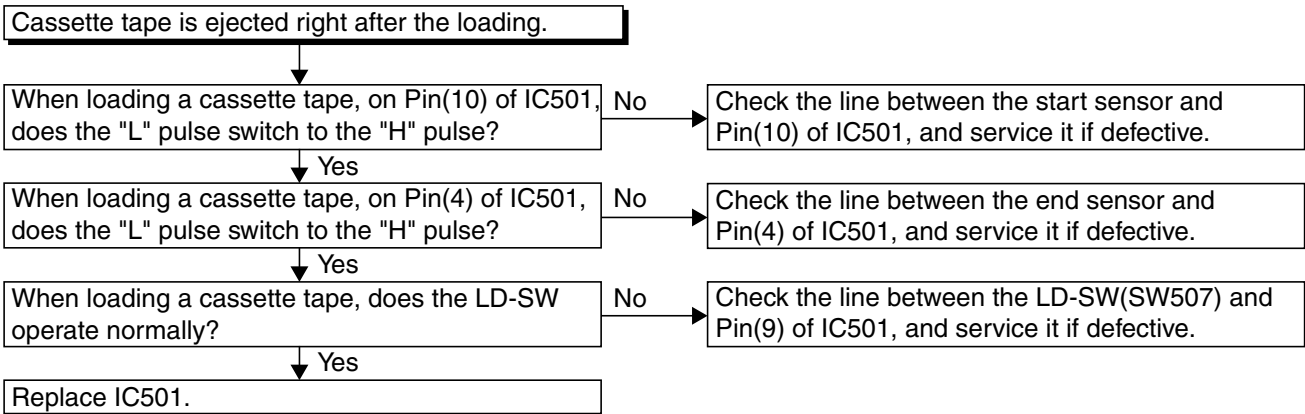 Cassette tape is ejected right after the loading.
When loading a cassette tape, on Pin(10) of IC501,
does the "L" pulse switch to the "H" pulse?
No
Check the line between the start sensor and
Pin(10) of IC501, and service it if defective.
Yes
When loading a cassette tape, on Pin(4) of IC501,
does the "L" pulse switch to the "H" pulse?
No
Check the line between the end sensor and
Pin(4) of IC501, and service it if defective.
Yes
When loading a cassette tape, does the LD-SW
operate normally?
No
Check the line between the LD-SW(SW507) and
Pin(9) of IC501, and service it if defective.
Yes
Replace IC501.